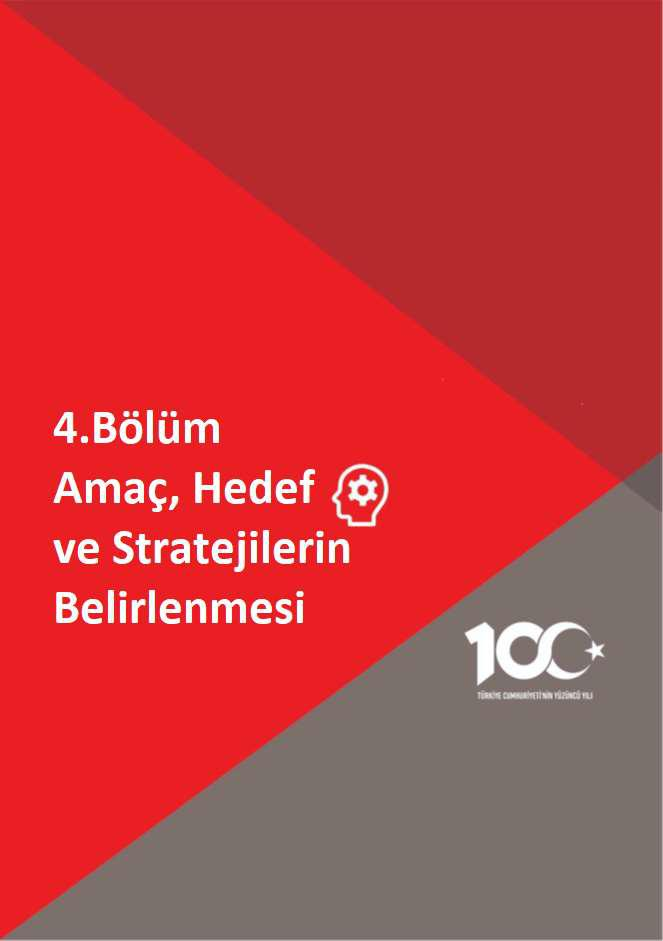 4.Bölüm
Amaç, Hedef
ve Stratejilerin
Belirlenmesi
100
TÜRKİYE CUMHURİYETİ'NİN YÜZÜNCÜ YILI